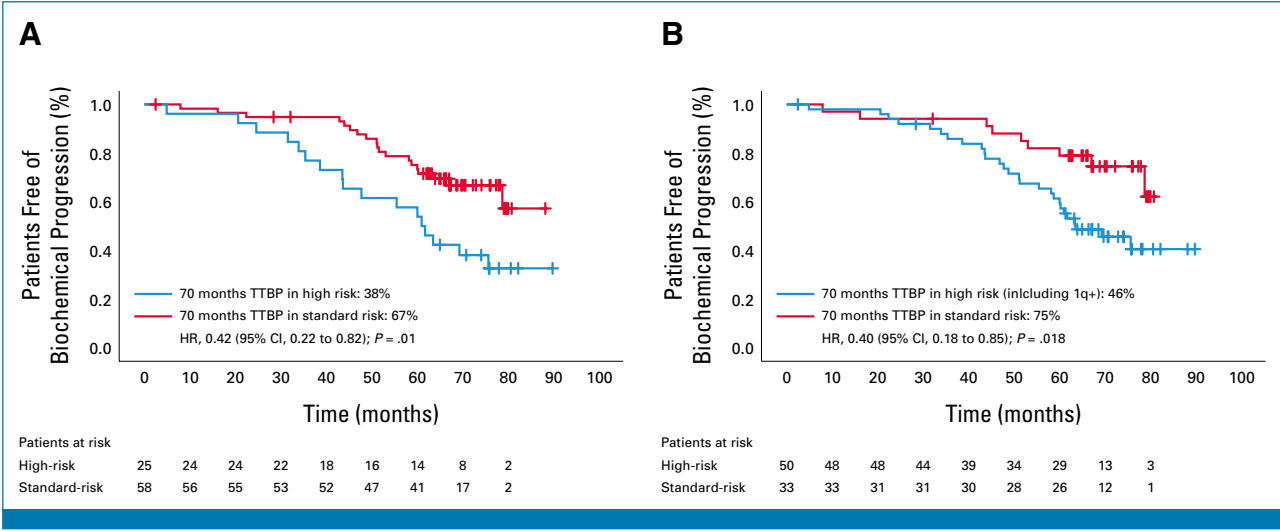 A
Patients Free of
Biochemical Progression (%)
1.0
0.8
0.6
0.4
0.2
0.0
70 months TTBP in high risk: 38%
70 months TTBP in standard risk: 67%
HR, 0.42 (95% CI, 0.22 to 0.82); P = .01
0 10 20 30 40 50 60 70 80 90 100
Time (months)
Patients at risk
High-risk 25 24 24 22 18 16 14 8 2
Standard-risk 58 56 55 53 52 47 41 17 2
B
Patients Free of
Biochemical Progression (%)
1.0
0.8
0.6
0.4
0.2
0.0
70 months TTBP in high risk (inlcluding 1q+): 46%
70 months TTBP in standard risk: 75%
HR, 0.40 (95% CI, 0.18 to 0.85); P = .018
0 10 20 30 40 50 60 70 80 90 100
Time (months)
Patients at risk
High-risk 50 48 48 44 39 34 29 13 3
Standard-risk 33 33 31 31 30 28 26 12 1